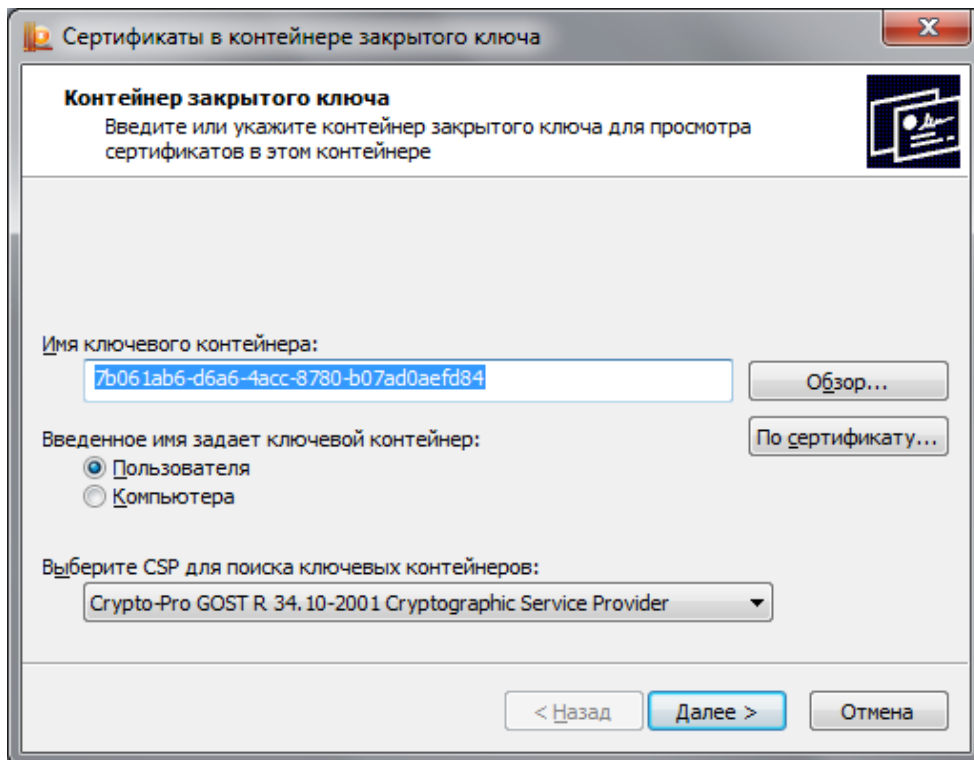 Сертификаты в контейнере закрытого ключа
Контейнер закрытого ключа
Введите или укажите контейнер закрытого ключа для просмотра
сертификатов в этом контейнере
Имя ключевого контейнера:
7b061ab6-d6a6-4acc-8780-b07ad0aefd84
Обзор...
Введенное имя задает ключевой контейнер:
По сертификату...
Пользователя
Компьютера
Выберите CSP для поиска ключевых контейнеров:
Crypto-Pro GOST R 34.10-2001 Cryptographic Service Provider
< Назад
Далее >
Отмена